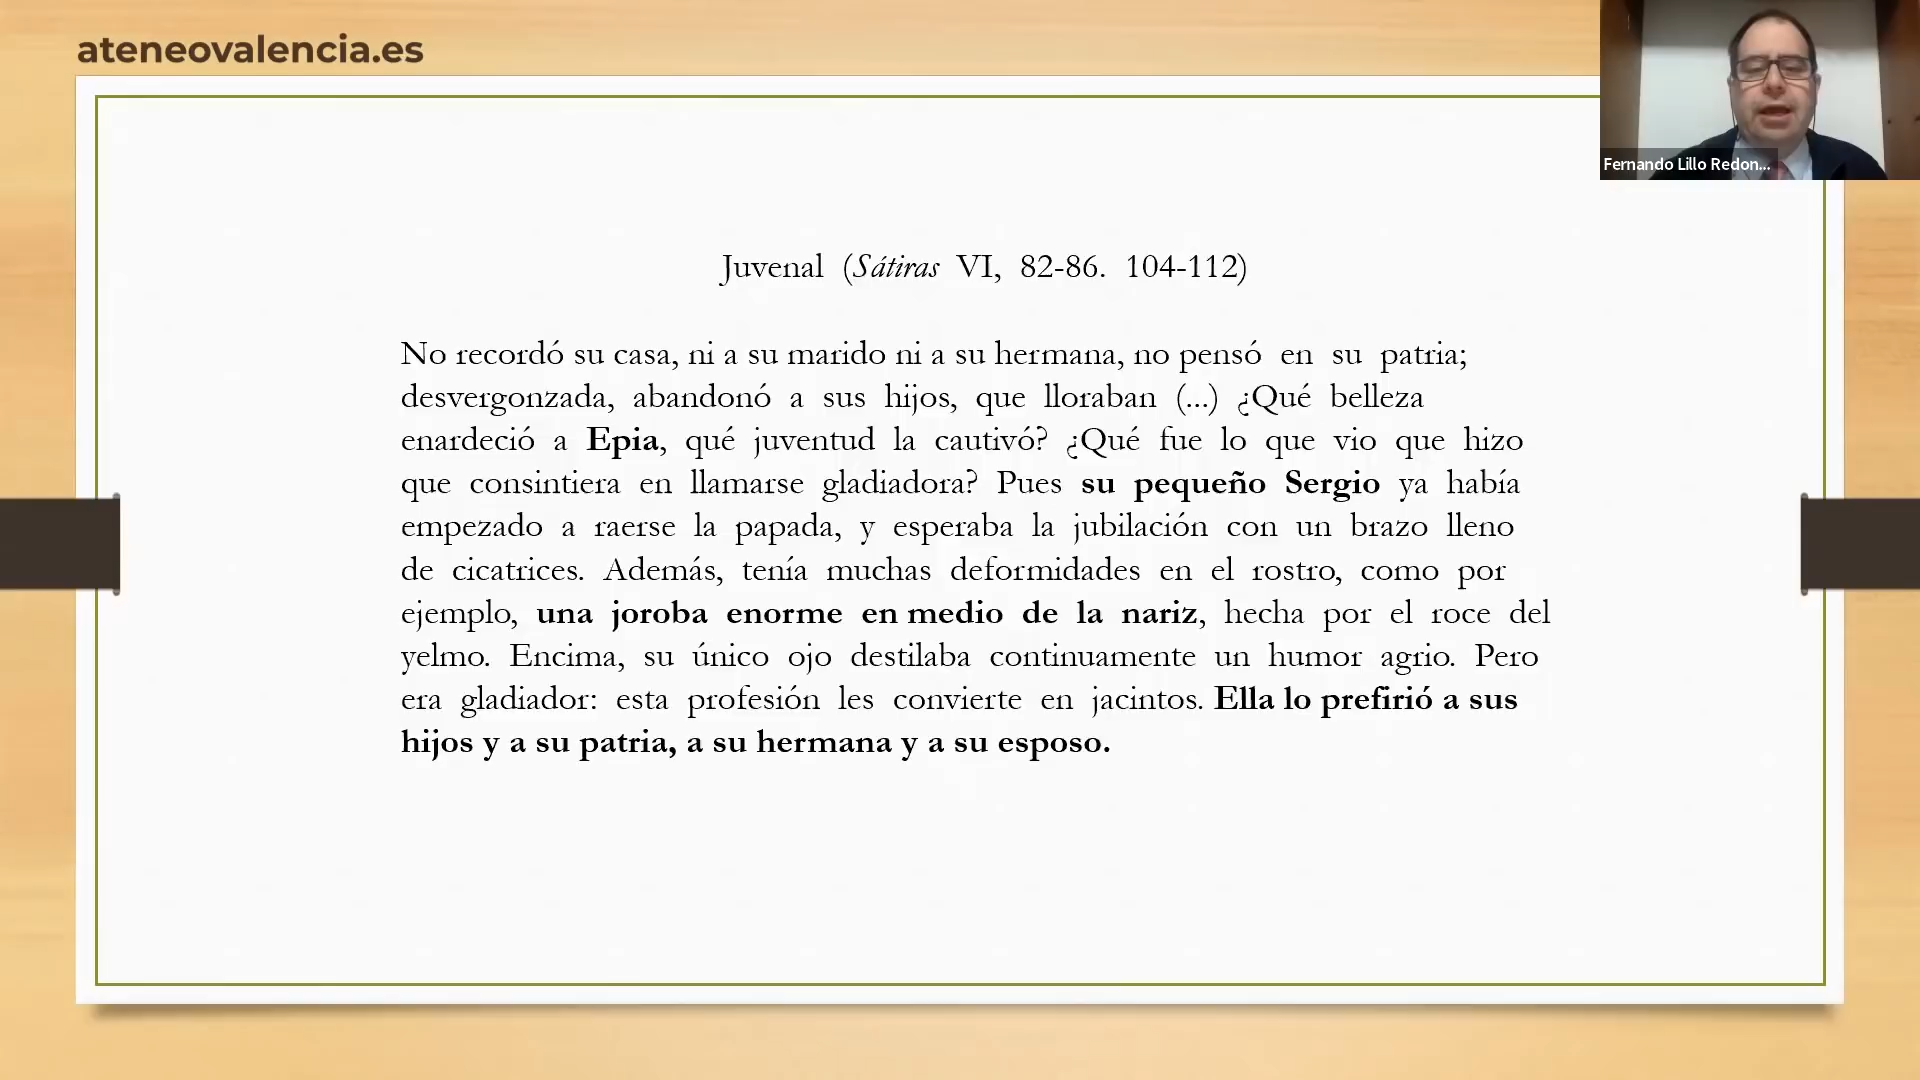 ateneovalencia.es
Fernando Lillo Redon...
Juvenal (Sátiras VI, 82-86. 104-112)
No recordó su casa, ni a su marido ni a su hermana, no pensó en su patria;
desvergonzada, abandonó a sus hijos, que lloraban (...) ¿Qué belleza
enardeció a Epia, qué juventud la cautivó? ¿Qué fue lo que vio que hizo
que consintiera en llamarse gladiadora? Pues su pequeño Sergio ya había
empezado a raerse la papada, y esperaba la jubilación con un brazo lleno
de cicatrices. Además, tenía muchas deformidades en el rostro, como por
ejemplo, una joroba enorme en medio de la nariz, hecha por el roce del
yelmo. Encima, su único ojo destilaba continuamente un humor agrio. Pero
era gladiador: esta profesión les convierte en jacintos. Ella lo prefirió a sus
hijos y a su patria, a su hermana y a su esposo.